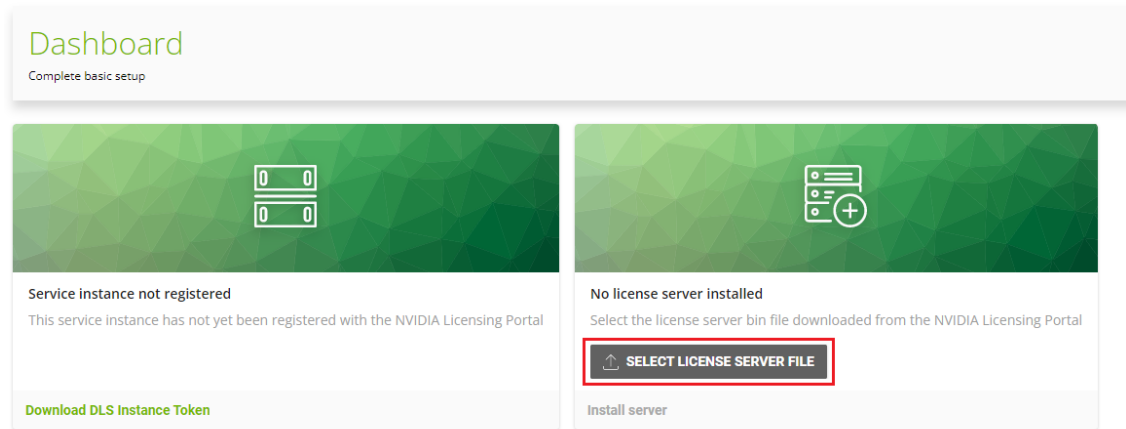 Dashboard
Complete basic setup
Service instance not registered
This service instance has not yet been registered with the NVIDIA Licensing Portal
Download DLS Instance Token
No license server installed
Select the license server bin file downloaded from the NVIDIA Licensing Portal
SELECT LICENSE SERVER FILE
Install server